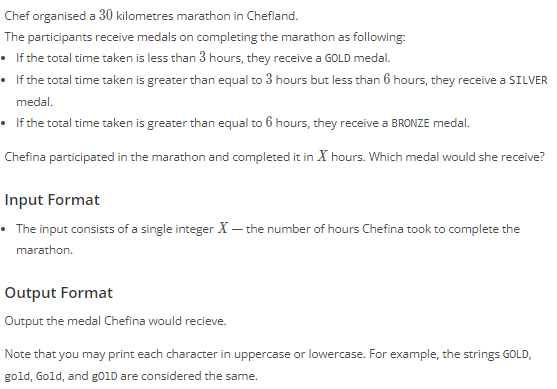 Chef organised a 30 kilometres marathon in Chefland.
The participants receive medals on completing the marathon as following:
• If the total time taken is less than 3 hours, they receive a GOLD medal.
• If the total time taken is greater than equal to 3 hours but less than 6 hours, they receive a SILVER
medal.
• If the total time taken is greater than equal to 6 hours, they receive a BRONZE medal.
Chefina participated in the marathon and completed it in X hours. Which medal would she receive?
Input Format
• The input consists of a single integer X — the number of hours Chefina took to complete the
marathon.
Output Format
Output the medal Chefina would recieve.
Note that you may print each character in uppercase or lowercase. For example, the strings GOLD,
gold, Gold, and gOlD are considered the same.